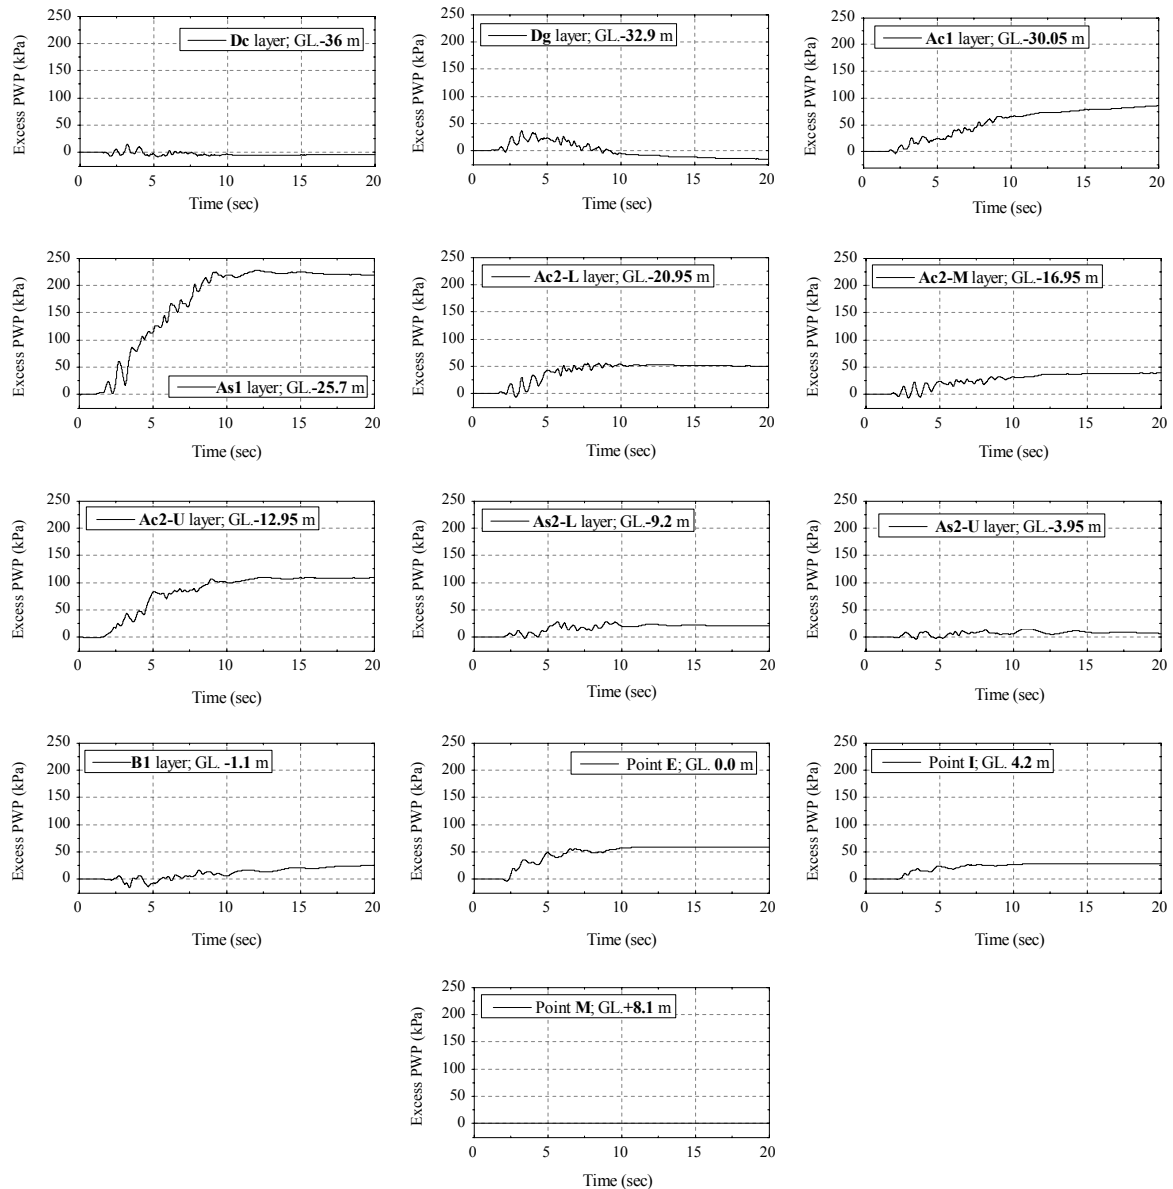 250
200
150
100
50
0
Excess PWP (kPa)
Dc layer; GL.-36 m
0 5 10 15 20
Time (sec)
250
200
150
100
50
0
Excess PWP (kPa)
Dg layer; GL.-32.9 m
0 5 10 15 20
Time (sec)
250
200
150
100
50
0
Excess PWP (kPa)
Ac1 layer; GL.-30.05 m
0 5 10 15 20
Time (sec)
250
200
150
100
50
0
Excess PWP (kPa)
As1 layer; GL.-25.7 m
0 5 10 15 20
Time (sec)
250
200
150
100
50
0
Excess PWP (kPa)
Ac2-L layer; GL.-20.95 m
0 5 10 15 20
Time (sec)
250
200
150
100
50
0
Excess PWP (kPa)
Ac2-M layer; GL.-16.95 m
0 5 10 15 20
Time (sec)
250
200
150
100
50
0
Excess PWP (kPa)
Ac2-U layer; GL.-12.95 m
0 5 10 15 20
Time (sec)
250
200
150
100
50
0
Excess PWP (kPa)
As2-L layer; GL.-9.2 m
0 5 10 15 20
Time (sec)
250
200
150
100
50
0
Excess PWP (kPa)
As2-U layer; GL.-3.95 m
0 5 10 15 20
Time (sec)
250
200
150
100
50
0
Excess PWP (kPa)
B1 layer; GL. -1.1 m
0 5 10 15 20
Time (sec)
250
200
150
100
50
0
Excess PWP (kPa)
Point E; GL. 0.0 m
0 5 10 15 20
Time (sec)
250
200
150
100
50
0
Excess PWP (kPa)
Point I; GL. 4.2 m
0 5 10 15 20
Time (sec)
250
200
150
100
50
0
Excess PWP (kPa)
Point M; GL.+8.1 m
0 5 10 15 20
Time (sec)